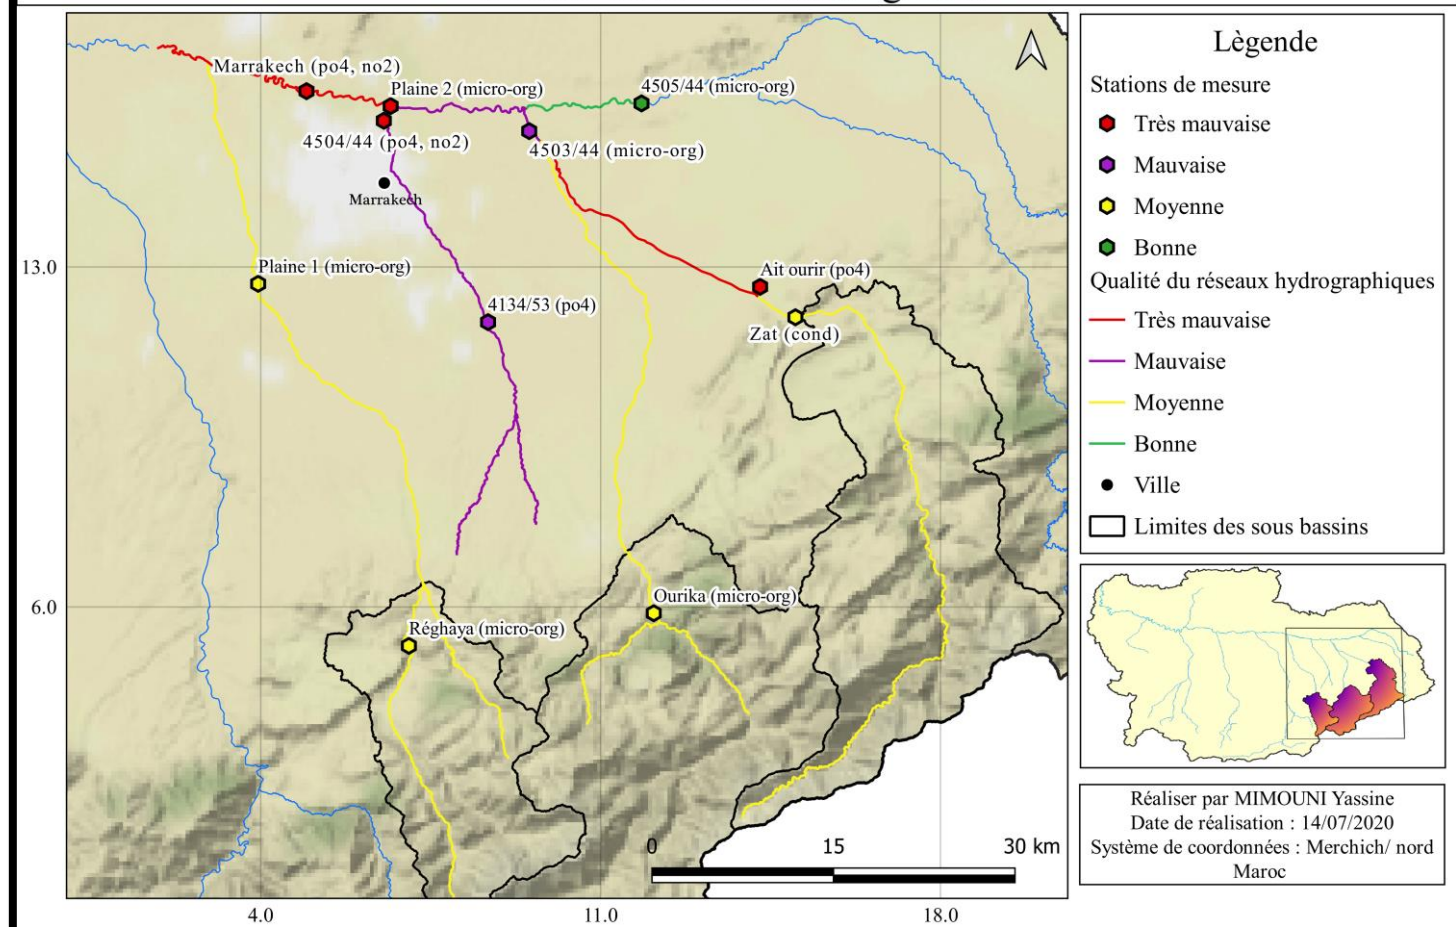 Marrakech (po4, no2)
Plaine 2 (micro-org)
4505/44 (micro-org)
4504/44 (po4, no2)
4503/44 (micro-org)
Marrakech
13.0
Plaine 1 (micro-org)
Ait ourir (po4)
4134/53 (po4)
Zat (cond)
6.0
Ourika (micro-org)
Réghaya (micro-org)
0
15
30 km
4.0
11.0
18.0
Lègende
Stations de mesure
Très mauvaise
Mauvaise
Moyenne
Bonne
Qualité du réseaux hydrographiques
Très mauvaise
Mauvaise
Moyenne
Bonne
Ville
Limites des sous bassins
Réaliser par MIMOUNI Yassine
Date de réalisation : 14/07/2020
Système de coordonnées : Merchich/ nord
Maroc